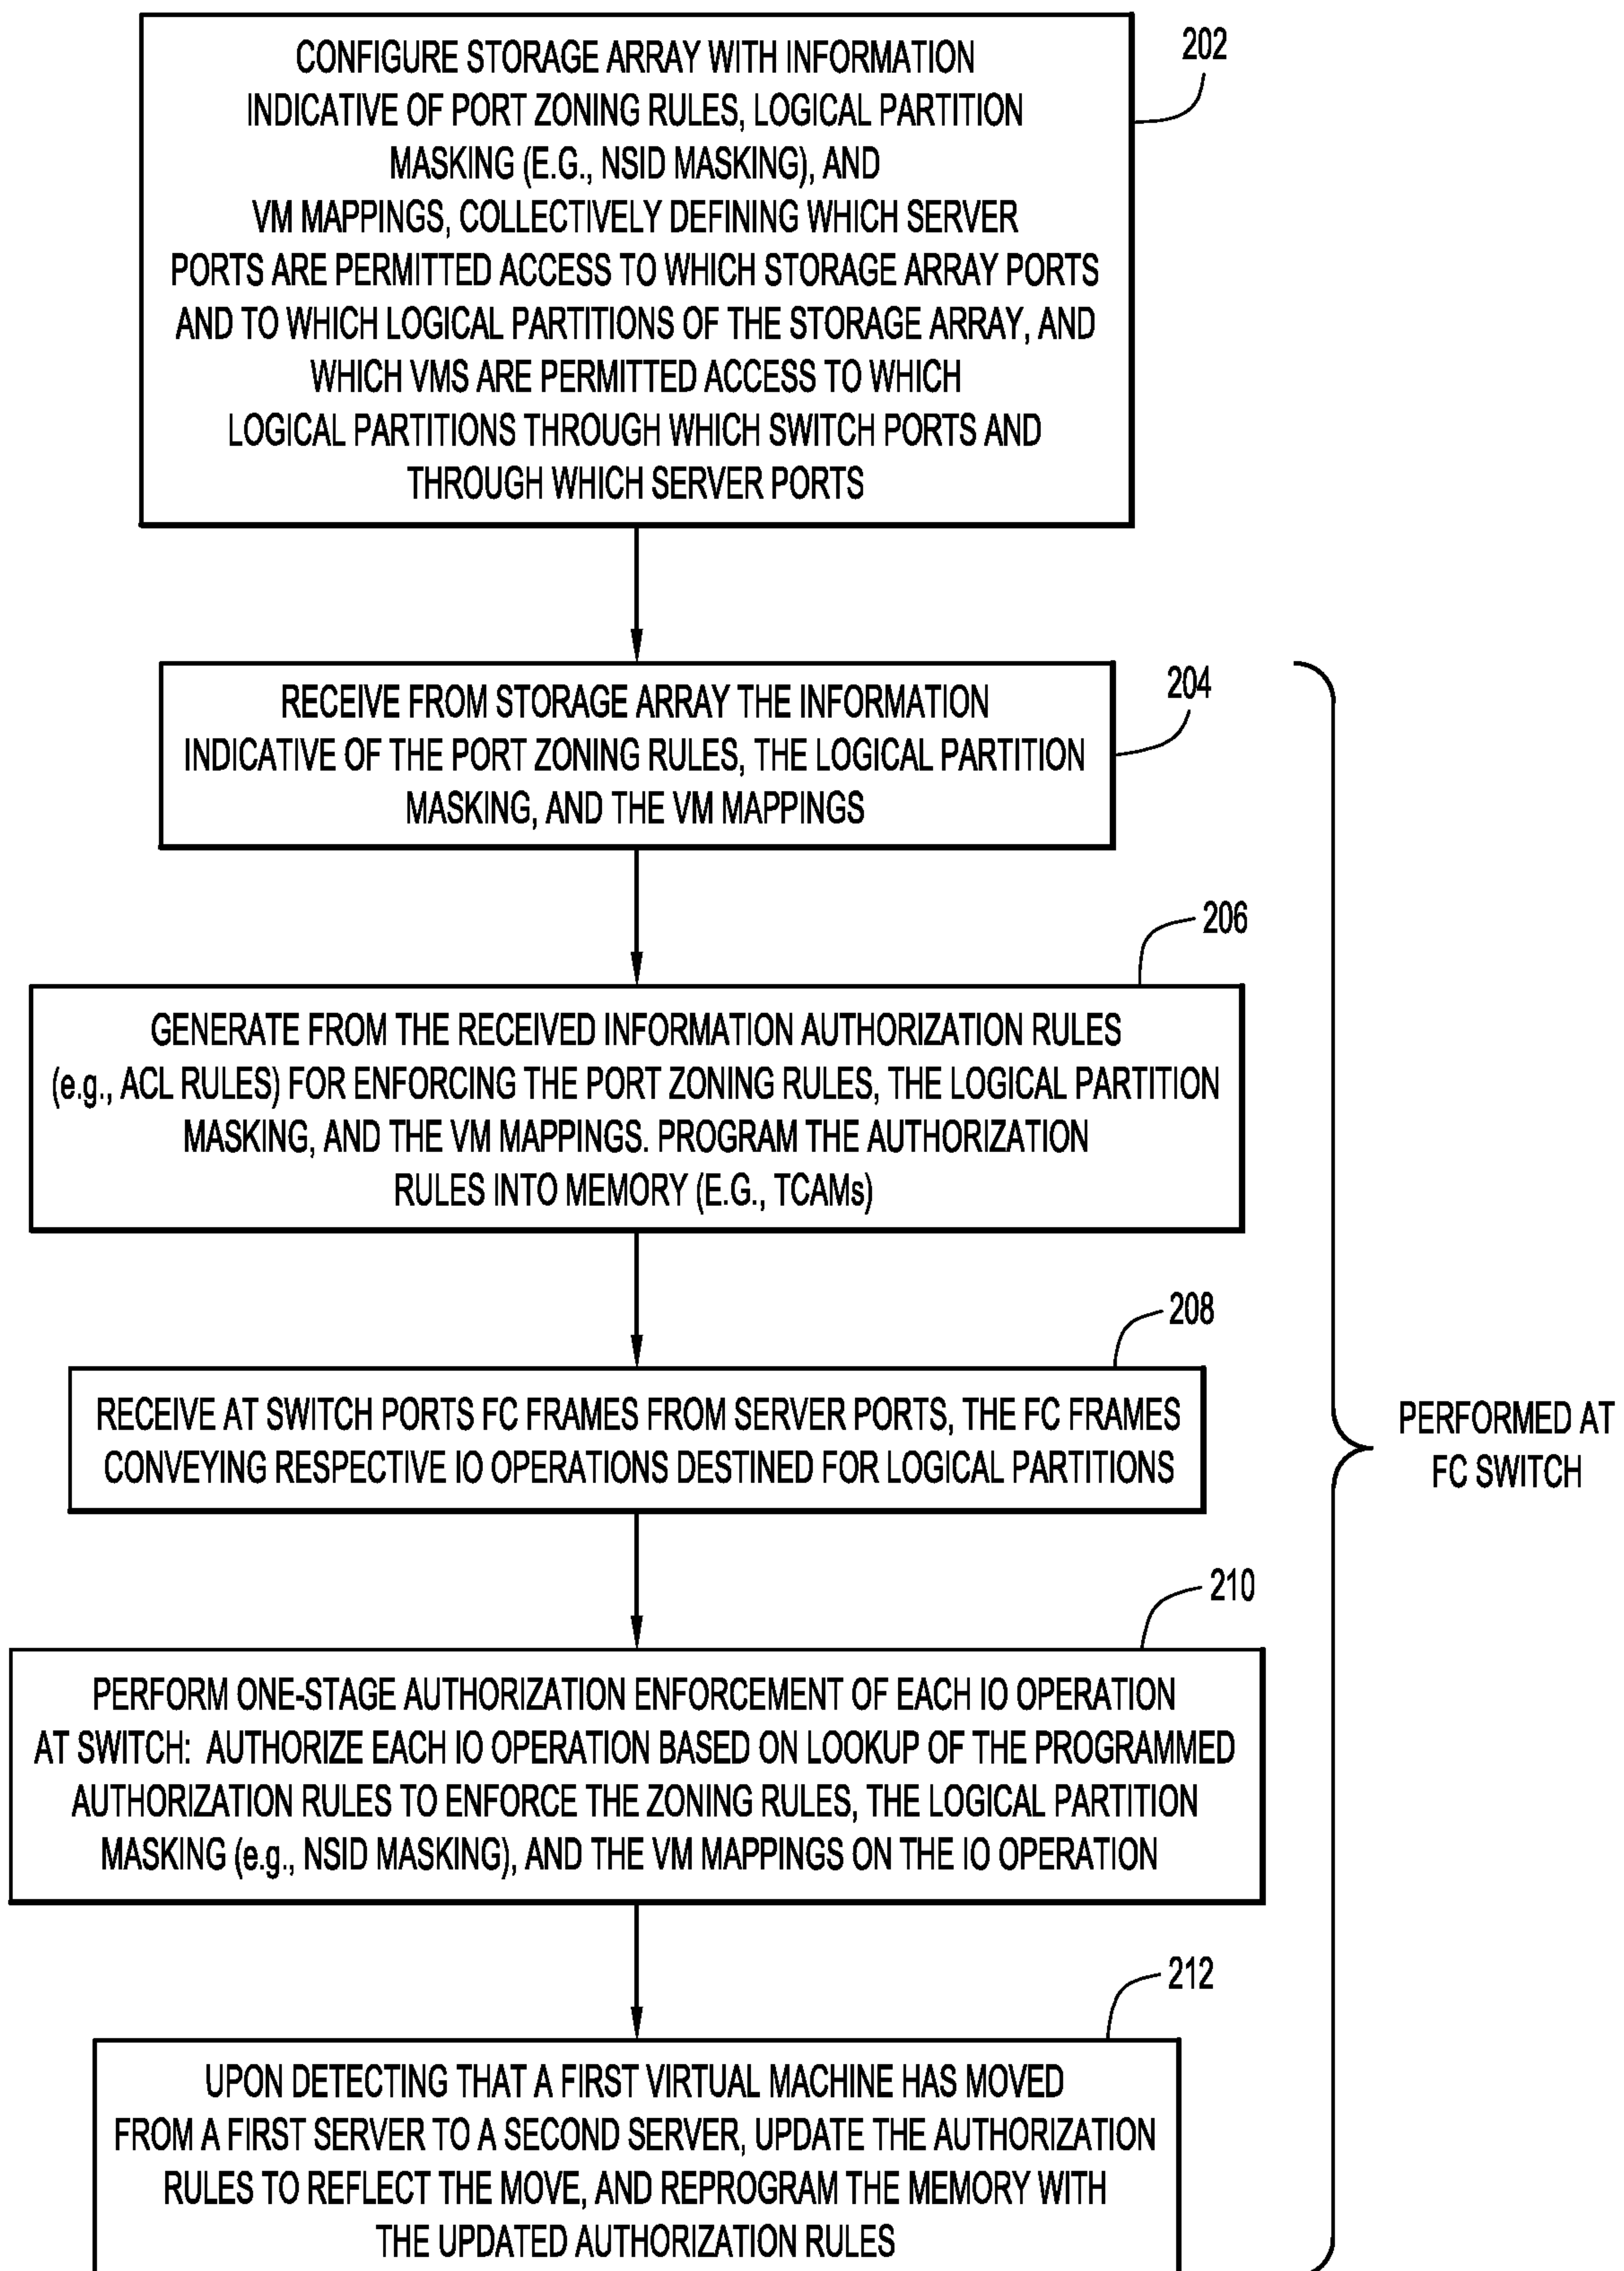 CONFIGURE STORAGE ARRAY WITH INFORMATION
INDICATIVE OF PORT ZONING RULES, LOGICAL PARTITION
MASKING (E.G., NSID MASKING), AND
VM MAPPINGS, COLLECTIVELY DEFINING WHICH SERVER
PORTS ARE PERMITTED ACCESS TO WHICH STORAGE ARRAY PORTS
AND TO WHICH LOGICAL PARTITIONS OF THE STORAGE ARRAY, AND
WHICH VMS ARE PERMITTED ACCESS TO WHICH
LOGICAL PARTITIONS THROUGH WHICH SWITCH PORTS AND
THROUGH WHICH SERVER PORTS
202
RECEIVE FROM STORAGE ARRAY THE INFORMATION
INDICATIVE OF THE PORT ZONING RULES, THE LOGICAL PARTITION
MASKING, AND THE VM MAPPINGS
204
206
GENERATE FROM THE RECEIVED INFORMATION AUTHORIZATION RULES
(e.g., ACL RULES) FOR ENFORCING THE PORT ZONING RULES, THE LOGICAL PARTITION
MASKING, AND THE VM MAPPINGS. PROGRAM THE AUTHORIZATION
RULES INTO MEMORY (E.G., TCAMs)
208
RECEIVE AT SWITCH PORTS FC FRAMES FROM SERVER PORTS, THE FC FRAMES
CONVEYING RESPECTIVE IO OPERATIONS DESTINED FOR LOGICAL PARTITIONS
PERFORMED AT
FC SWITCH
210
PERFORM ONE-STAGE AUTHORIZATION ENFORCEMENT OF EACH IO OPERATION
AT SWITCH: AUTHORIZE EACH IO OPERATION BASED ON LOOKUP OF THE PROGRAMMED
AUTHORIZATION RULES TO ENFORCE THE ZONING RULES, THE LOGICAL PARTITION
MASKING (e.g., NSID MASKING), AND THE VM MAPPINGS ON THE IO OPERATION
212
UPON DETECTING THAT A FIRST VIRTUAL MACHINE HAS MOVED
FROM A FIRST SERVER TO A SECOND SERVER, UPDATE THE AUTHORIZATION
RULES TO REFLECT THE MOVE, AND REPROGRAM THE MEMORY WITH
THE UPDATED AUTHORIZATION RULES